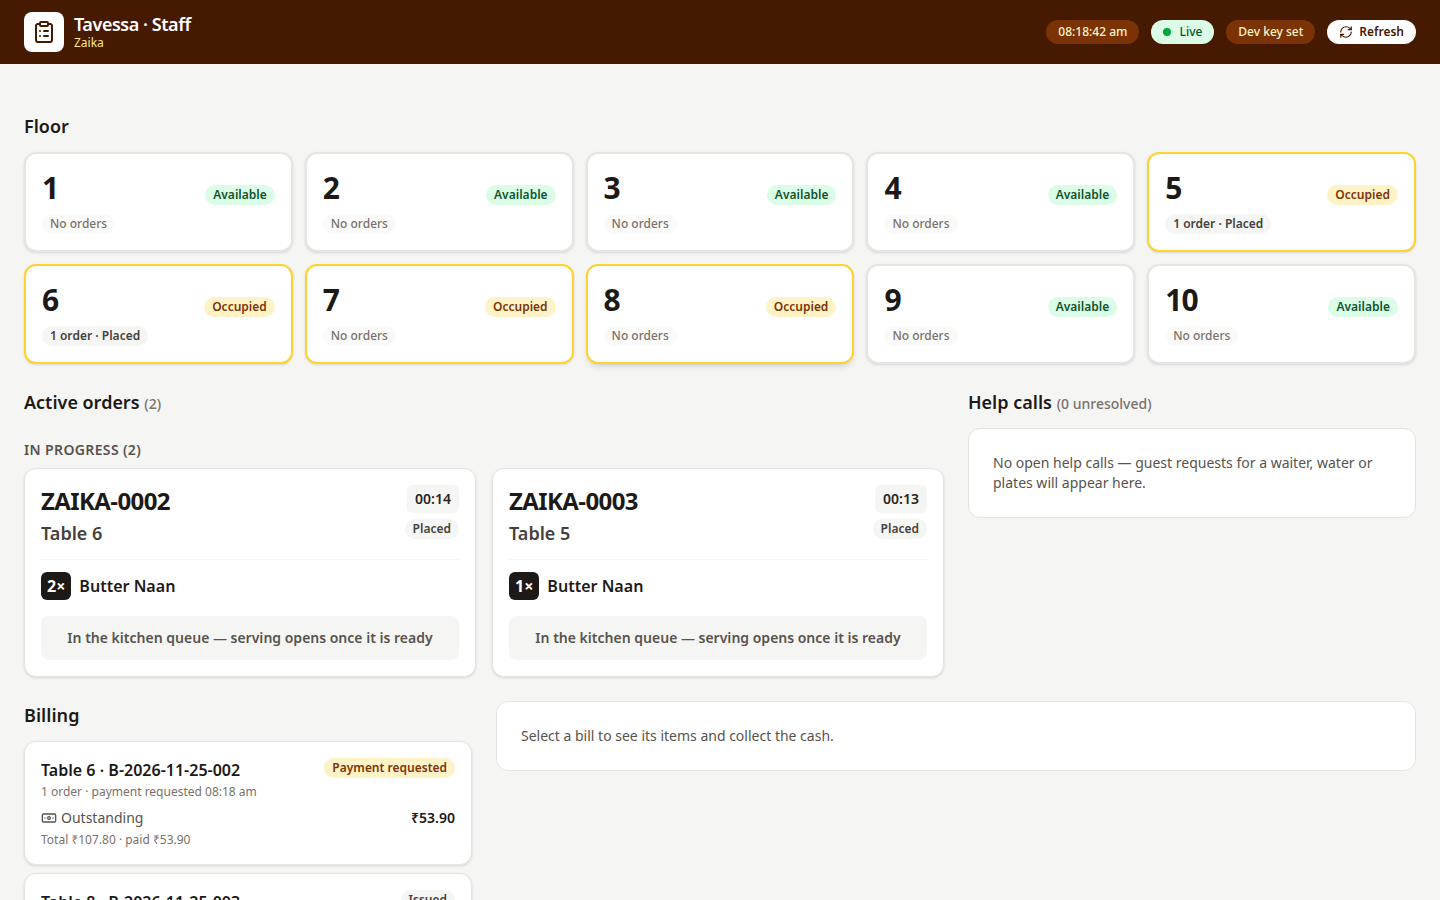 Tavessa · Staff
Zaika
08:18:42 am
Live
Dev key set
Refresh
Floor
1
Available
No orders
2
Available
No orders
3
Available
No orders
4
Available
No orders
5
Occupied
1 order · Placed
6
Occupied
1 order · Placed
7
Occupied
No orders
8
Occupied
No orders
9
Available
No orders
10
Available
No orders
Active orders (2)
IN PROGRESS (2)
ZAIKA-0002
00:14
Table 6
Placed
2× Butter Naan
In the kitchen queue — serving opens once it is ready
ZAIKA-0003
00:13
Table 5
Placed
1× Butter Naan
In the kitchen queue — serving opens once it is ready
Help calls (0 unresolved)
No open help calls — guest requests for a waiter, water or
plates will appear here.
Billing
Table 6 · B-2026-11-25-002
Payment requested
1 order · payment requested 08:18 am
Outstanding
₹53.90
Total ₹107.80 · paid ₹53.90
Table 8 · B-2026-11-25-003
Issued
Select a bill to see its items and collect the cash.